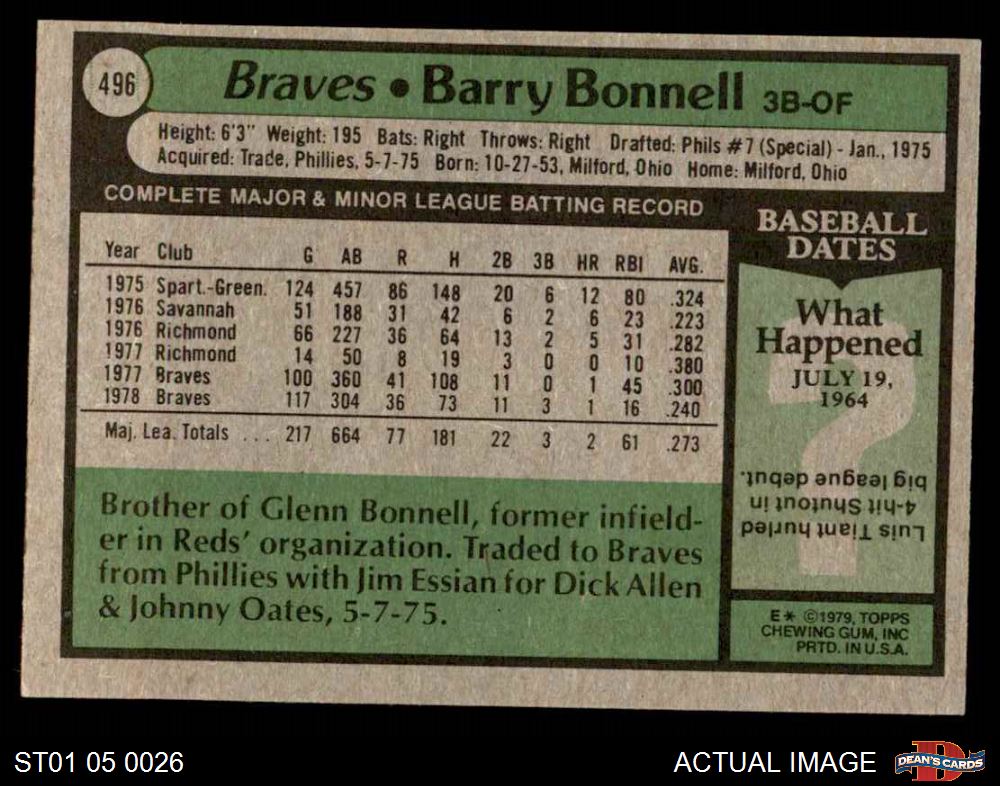 496
Braves • Barry Bonnell 3B-OF
Height: 6'3" Weight: 195 Bats: Right Throws: Right Drafted: Phils #7 (Special) - Jan., 1975
Acquired: Trade, Phillies, 5-7-75 Born: 10-27-53, Milford, Ohio Home: Milford, Ohio
COMPLETE MAJOR & MINOR LEAGUE BATTING RECORD
Year Club G AB R H 2B 3B HR RBI AVG.
1975 Spart.-Green. 124 457 86 148 20 6 12 80 .324
1976 Savannah 51 188 31 42 6 2 6 23 .223
1976 Richmond 66 227 36 64 13 2 5 31 .282
1977 Richmond 14 50 8 19 3 0 0 10 .380
1977 Braves 100 360 41 108 11 0 1 45 .300
1978 Braves 117 304 36 73 11 3 1 16 .240
Maj. Lea. Totals ... 217 664 77 181 22 3 2 61 .273
Brother of Glenn Bonnell, former infield-
er in Reds' organization. Traded to Braves
from Phillies with Jim Essian for Dick Allen
& Johnny Oates, 5-7-75.
BASEBALL
DATES
What
Happened
JULY 19,
1964
?
Luis Tiant hurled
4-hit Shutout in
big league debut.
E* ©1979, TOPPS
CHEWING GUM, INC
PRTD. IN U.S.A.
ST01 05 0026
ACTUAL IMAGE
D
DEAN'S CARDS